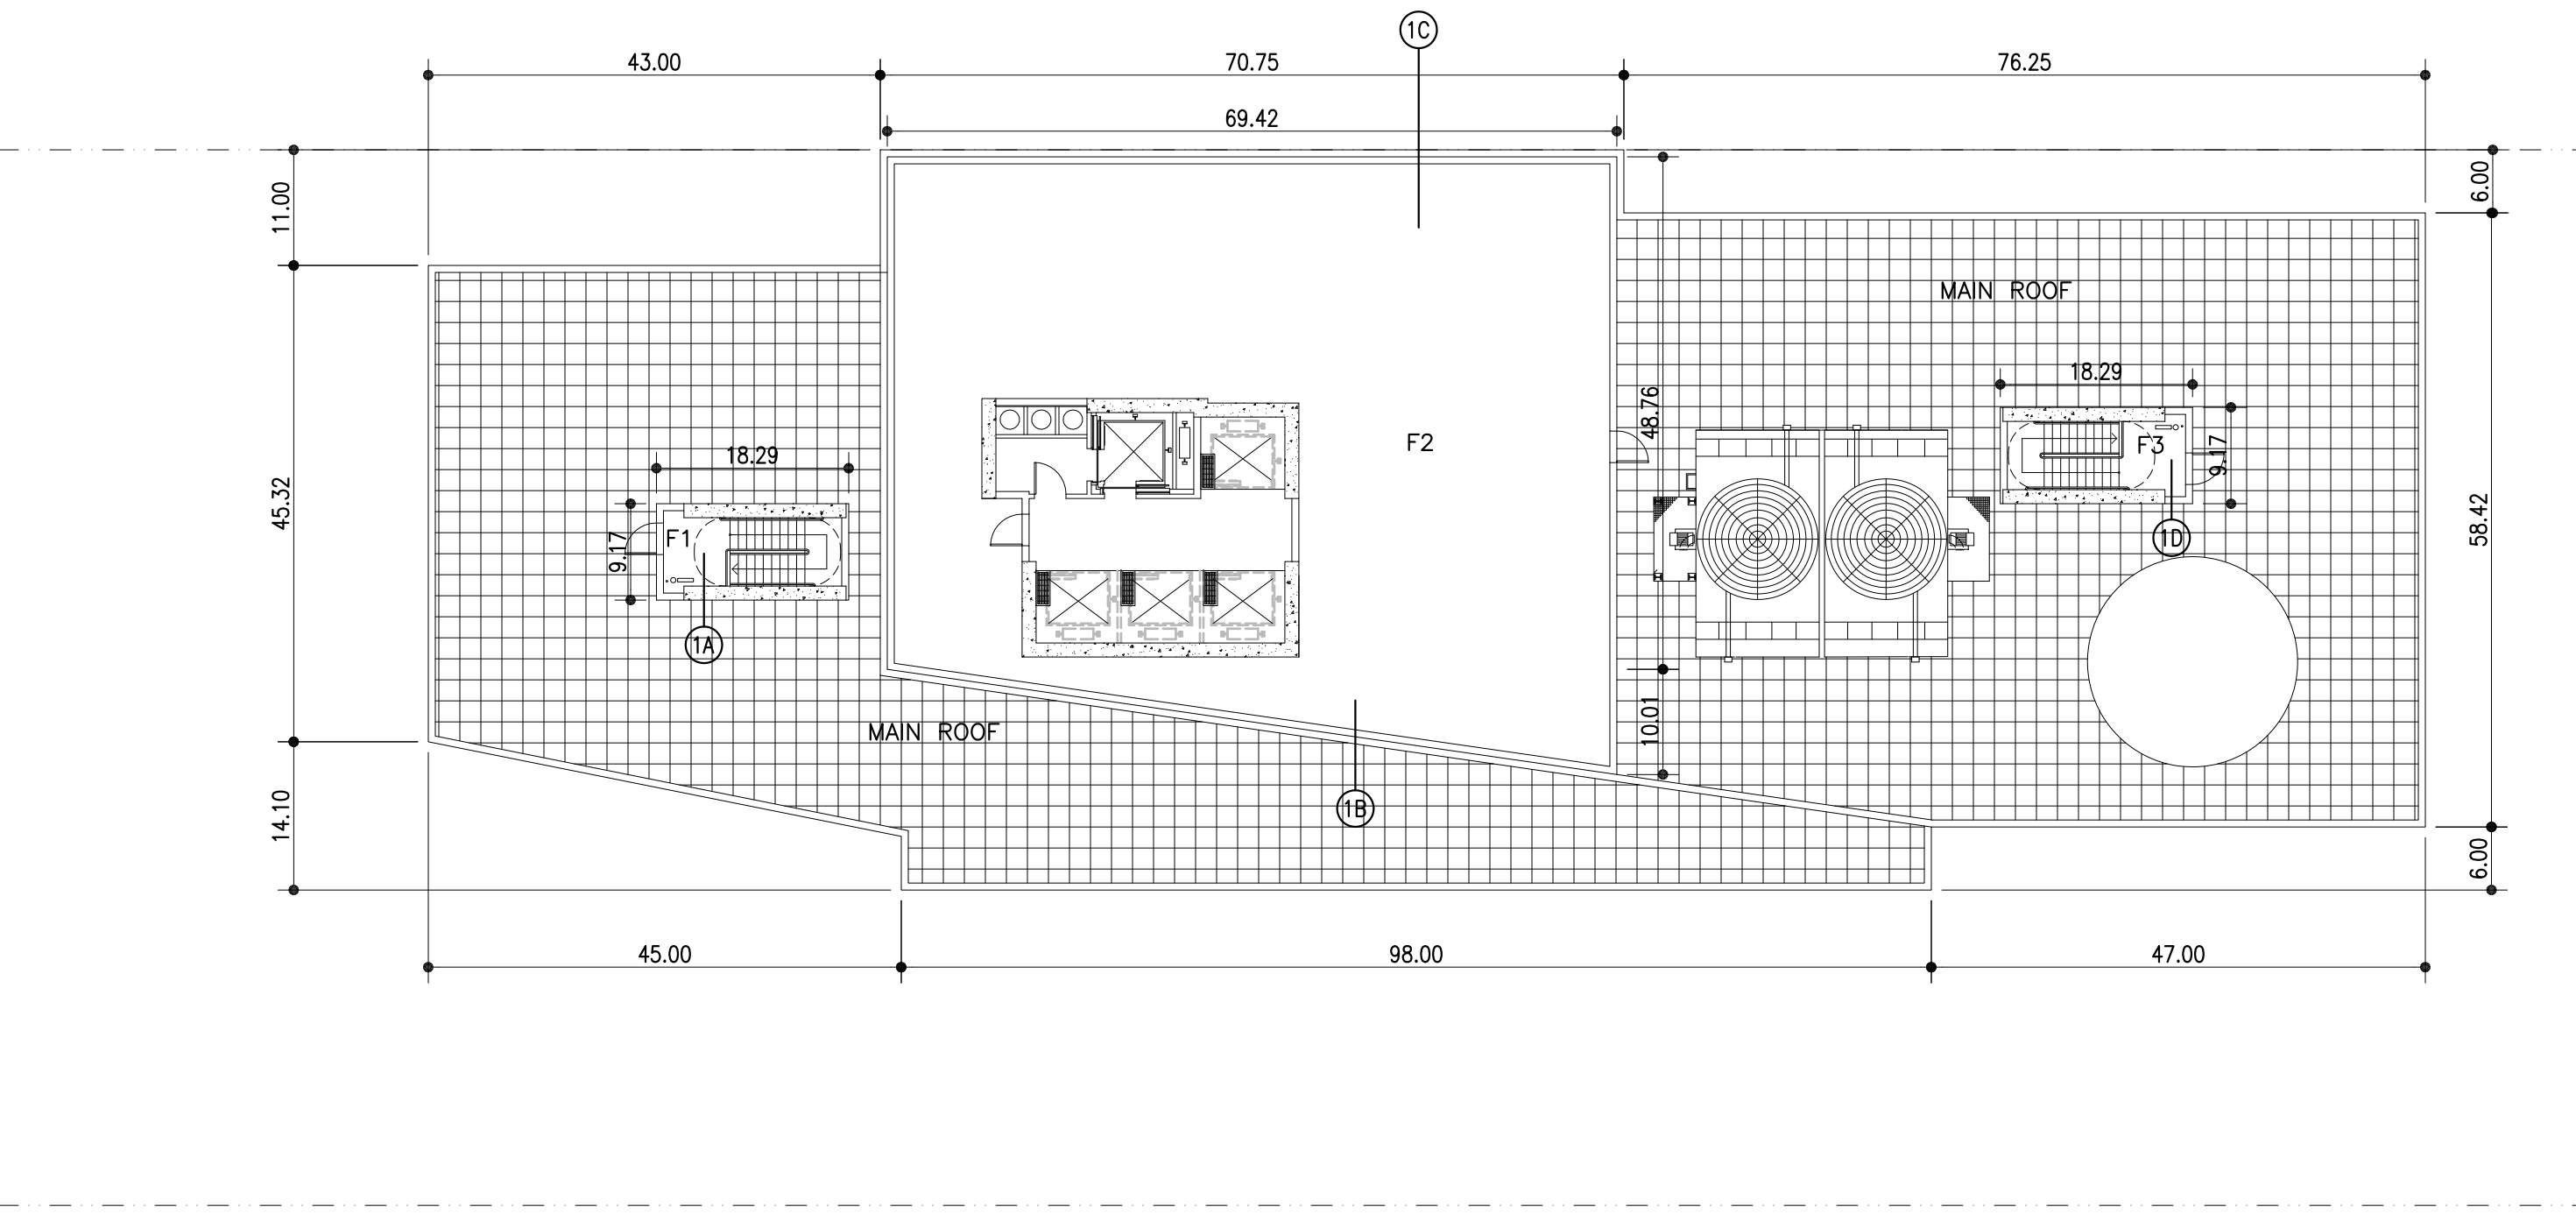 1C
43.00
70.75
76.25
69.42
11.00
6.00
MAIN ROOF
18.29
48.76
F2
F3
9.17
18.29
45.32
F1
9.17
1D
58.42
1A
10.01
MAIN ROOF
1B
14.10
6.00
45.00
98.00
47.00